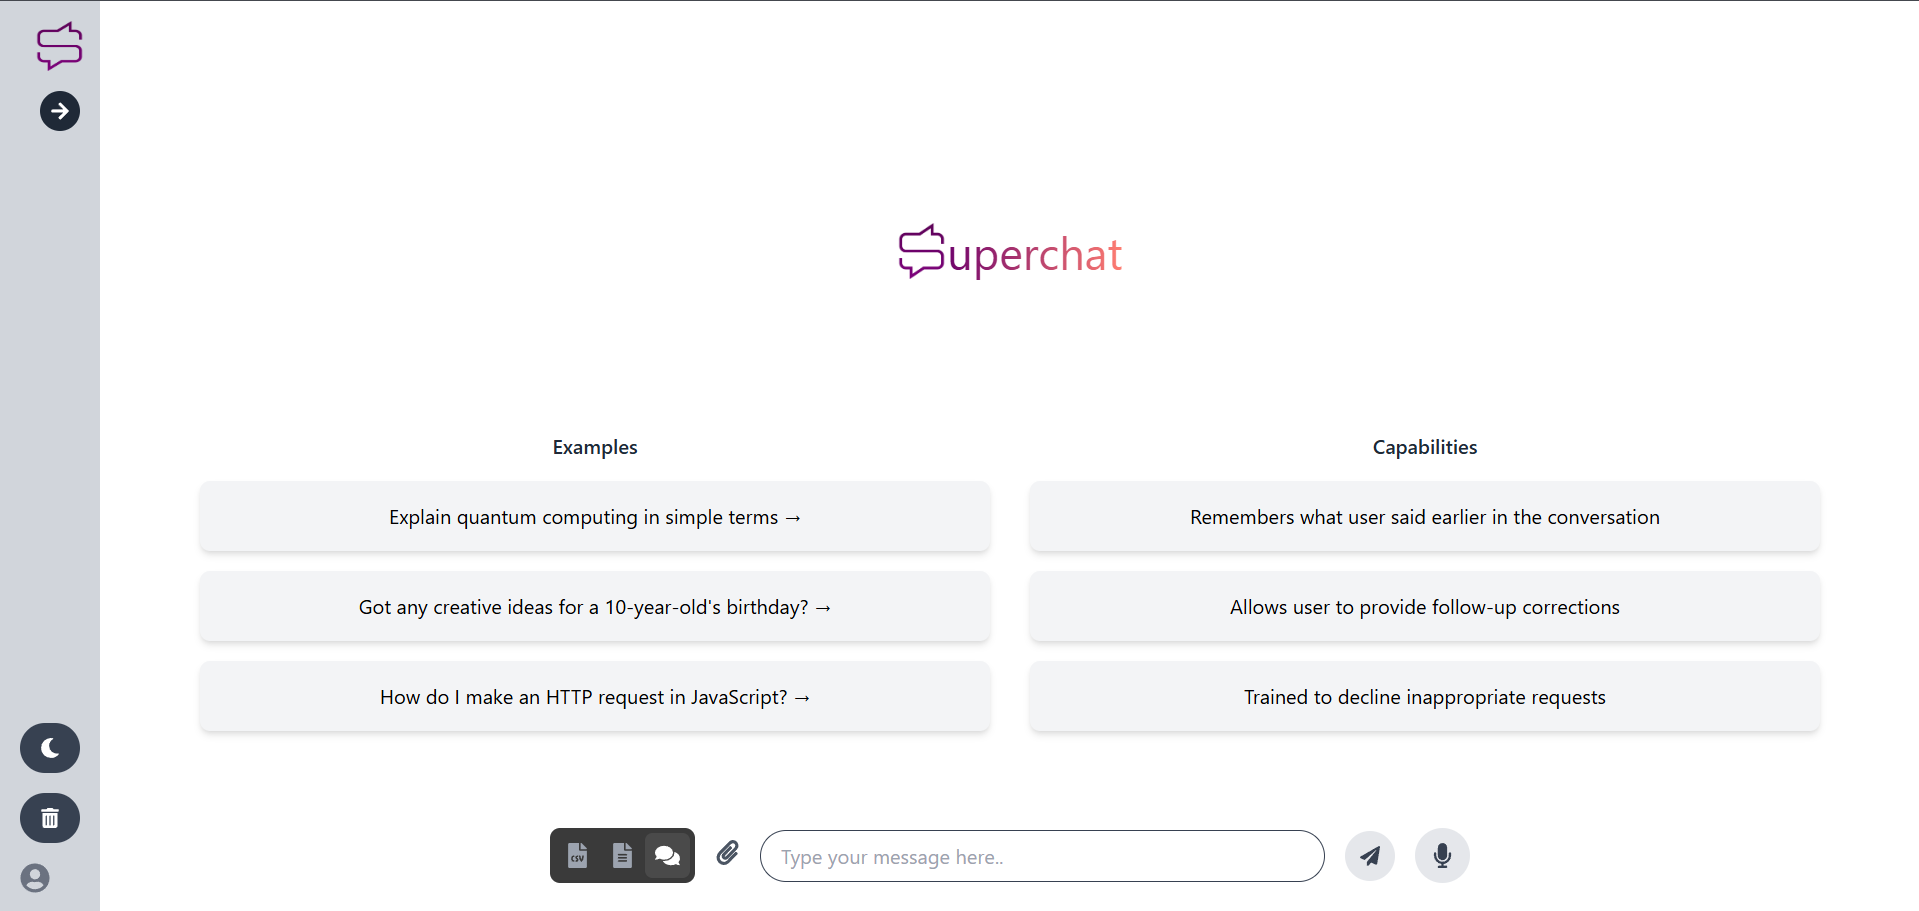 Superchat
Examples
Capabilities
Explain quantum computing in simple terms →
Remembers what user said earlier in the conversation
Got any creative ideas for a 10-year-old's birthday? →
Allows user to provide follow-up corrections
How do I make an HTTP request in JavaScript? →
Trained to decline inappropriate requests
CSV
Type your message here..